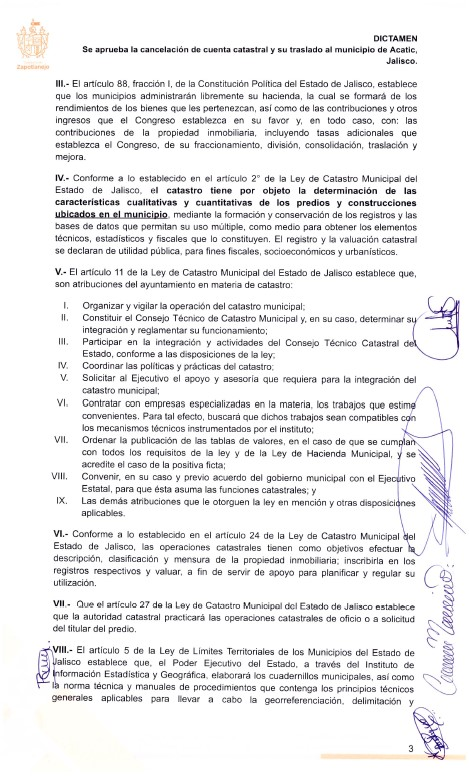 Zapotlanejo
DICTAMEN
Se aprueba la cancelación de cuenta catastral y su traslado al municipio de Acatic,
Jalisco.
III.- El artículo 88, fracción I, de la Constitución Política del Estado de Jalisco, establece
que los municipios administrarán libremente su hacienda, la cual se formará de los
rendimientos de los bienes que les pertenezcan, así como de las contribuciones y otros
ingresos que el Congreso establezca en su favor y, en todo caso, con: las
contribuciones de la propiedad inmobiliaria, incluyendo tasas adicionales que
establezca el Congreso, de su fraccionamiento, división, consolidación, traslación y
mejora.
IV.- Conforme a lo establecido en el artículo 2° de la Ley de Catastro Municipal del
Estado de Jalisco, el catastro tiene por objeto la determinación de las
características cualitativas y cuantitativas de los predios y construcciones
ubicados en el municipio, mediante la formación y conservación de los registros y las
bases de datos que permitan su uso múltiple, como medio para obtener los elementos
técnicos, estadísticos y fiscales que lo constituyen. El registro y la valuación catastral
se declaran de utilidad pública, para fines fiscales, socioeconómicos y urbanísticos.
V.- El artículo 11 de la Ley de Catastro Municipal del Estado de Jalisco establece que,
son atribuciones del ayuntamiento en materia de catastro:
I. Organizar y vigilar la operación del catastro municipal;
II. Constituir el Consejo Técnico de Catastro Municipal y, en su caso, determinar su
integración y reglamentar su funcionamiento;
III. Participar en la integración y actividades del Consejo Técnico Catastral del
Estado, conforme a las disposiciones de la ley;
IV. Coordinar las políticas y prácticas del catastro;
V. Solicitar al Ejecutivo el apoyo y asesoría que requiera para la integración del
catastro municipal;
VI. Contratar con empresas especializadas en la materia, los trabajos que estime
convenientes. Para tal efecto, buscará que dichos trabajos sean compatibles con
los mecanismos técnicos instrumentados por el instituto;
VII. Ordenar la publicación de las tablas de valores, en el caso de que se cumplan
con todos los requisitos de la ley y de la Ley de Hacienda Municipal, y se
acredite el caso de la positiva ficta;
VIII. Convenir, en su caso y previo acuerdo del gobierno municipal con el Ejecutivo
Estatal, para que ésta asuma las funciones catastrales; y
IX. Las demás atribuciones que le otorguen la ley en mención y otras disposiciones
aplicables.
VI.- Conforme a lo establecido en el artículo 24 de la Ley de Catastro Municipal del
Estado de Jalisco, las operaciones catastrales tienen como objetivos efectuar la
descripción, clasificación y mensura de la propiedad inmobiliaria; inscribirla en los
registros respectivos y valuar, a fin de servir de apoyo para planificar y regular su
utilización.
VII.- Que el artículo 27 de la Ley de Catastro Municipal del Estado de Jalisco establece
que la autoridad catastral practicará las operaciones catastrales de oficio o a solicitud
del titular del predio.
VIII.- El artículo 5 de la Ley de Límites Territoriales de los Municipios del Estado de
Jalisco establece que, el Poder Ejecutivo del Estado, a través del Instituto de
Información Estadística y Geográfica, elaborará los cuadernillos municipales, así como
la norma técnica y manuales de procedimientos que contenga los principios técnicos
generales aplicables para llevar a cabo la georreferenciación, delimitación y
3